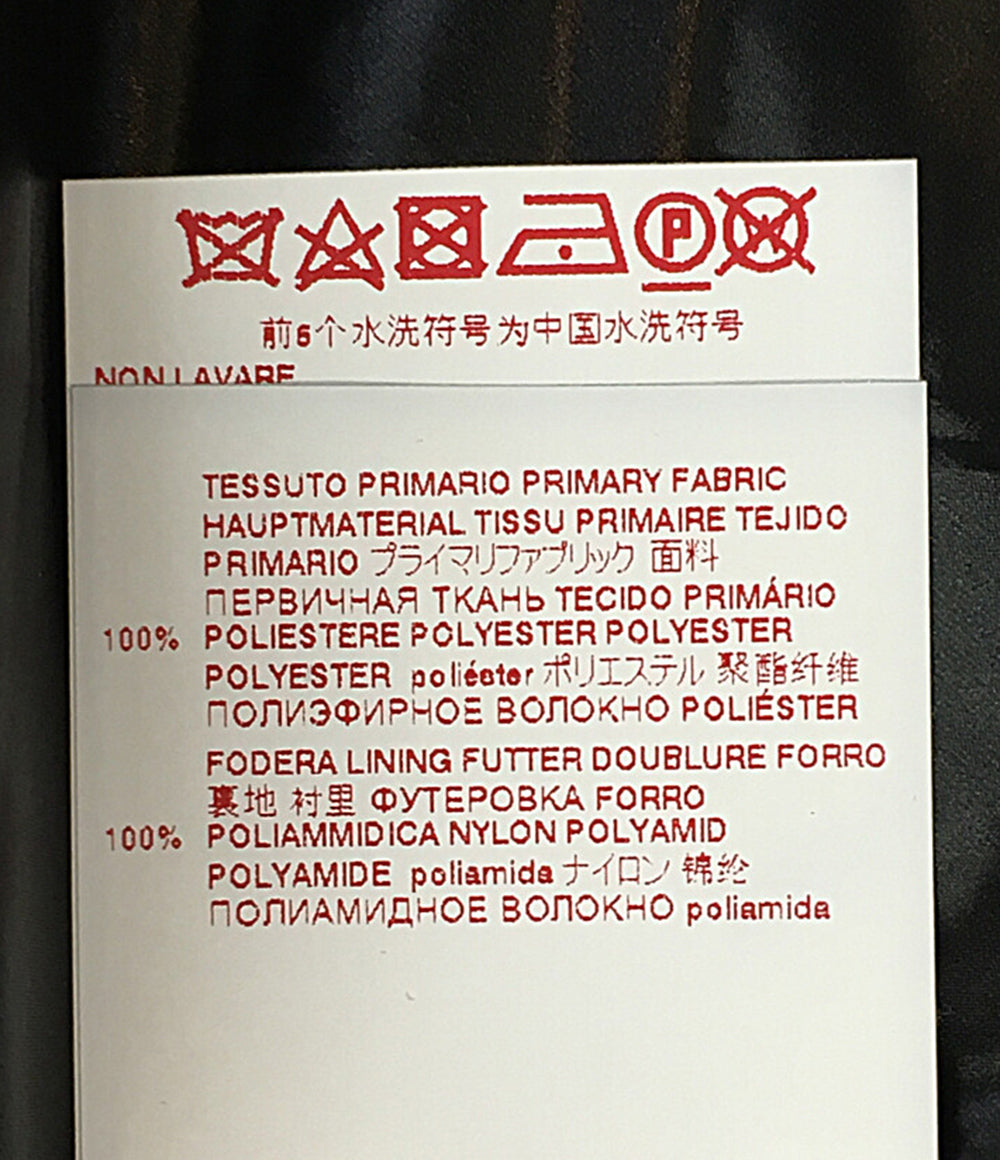 P
前5个水洗符号为中国水洗符号
NON LAVARE
TESSUTO PRIMARIO PRIMARY FABRIC
HAUPTMATERIAL TISSU PRIMAIRE TEJIDO
PRIMARIO プライマリファブリック 面料
ПЕРВИЧНАЯ ТКАНЬ TECIDO PRIMÁRIO
100% POLIESTERE POLYESTER POLYESTER
POLYESTER poliéster ポリエステル 聚酯纤维
ПОЛИЭФИРНОЕ ВОЛОКНО POLIÉSTER
FODERA LINING FUTTER DOUBLURE FORRO
裏地 衬里 ФУТЕРОВКА FORRO
100% POLIAMMIDICA NYLON POLYAMID
POLYAMIDE poliamida ナイロン 锦纶
ПОЛИАМИДНОЕ ВОЛОКНО poliamida